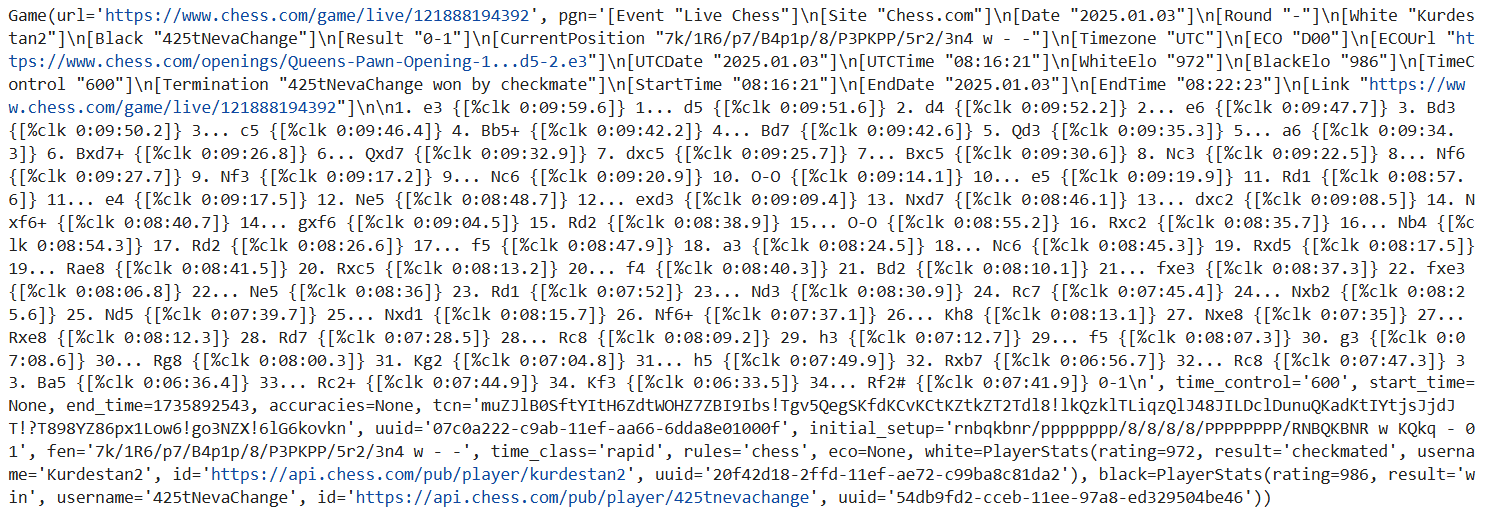 Game(url='https://www.chess.com/game/live/121888194392', pgn='[Event "Live Chess"]\n[Site "Chess.com"]\n[Date "2025.01.03"]\n[Round "-"]\n[White "Kurdes
tan2"]\n[Black "425tNevaChange"]\n[Result "0-1"]\n[CurrentPosition "7k/1R6/p7/B4p1p/8/P3PKPP/5r2/3n4 w - -"]\n[Timezone "UTC"]\n[ECO "D00"]\n[ECOUrl "ht
tps://www.chess.com/openings/Queens-Pawn-Opening-1...d5-2.e3"]\n[UTCDate "2025.01.03"]\n[UTCTime "08:16:21"]\n[WhiteElo "972"]\n[BlackElo "986"]\n[TimeC
ontrol "600"]\n[Termination "425tNevaChange won by checkmate"]\n[StartTime "08:16:21"]\n[EndDate "2025.01.03"]\n[EndTime "08:22:23"]\n[Link "https://ww
w.chess.com/game/live/121888194392"]\n\n1. e3 {[%clk 0:09:59.6]} 1... d5 {[%clk 0:09:51.6]} 2. d4 {[%clk 0:09:52.2]} 2... e6 {[%clk 0:09:47.7]} 3. Bd3
{[%clk 0:09:50.2]} 3... c5 {[%clk 0:09:46.4]} 4. Bb5+ {[%clk 0:09:42.2]} 4... Bd7 {[%clk 0:09:42.6]} 5. Qd3 {[%clk 0:09:35.3]} 5... a6 {[%clk 0:09:34.
3]} 6. Bxd7+ {[%clk 0:09:26.8]} 6... Qxd7 {[%clk 0:09:32.9]} 7. dxc5 {[%clk 0:09:25.7]} 7... Bxc5 {[%clk 0:09:30.6]} 8. Nc3 {[%clk 0:09:22.5]} 8... Nf6
{[%clk 0:09:27.7]} 9. Nf3 {[%clk 0:09:17.2]} 9... Nc6 {[%clk 0:09:20.9]} 10. O-O {[%clk 0:09:14.1]} 10... e5 {[%clk 0:09:19.9]} 11. Rd1 {[%clk 0:08:57.
6]} 11... e4 {[%clk 0:09:17.5]} 12. Ne5 {[%clk 0:08:48.7]} 12... exd3 {[%clk 0:09:09.4]} 13. Nxd7 {[%clk 0:08:46.1]} 13... dxc2 {[%clk 0:09:08.5]} 14. N
xf6+ {[%clk 0:08:40.7]} 14... gxf6 {[%clk 0:09:04.5]} 15. Rd2 {[%clk 0:08:38.9]} 15... O-O {[%clk 0:08:55.2]} 16. Rxc2 {[%clk 0:08:35.7]} 16... Nb4 {[%c
lk 0:08:54.3]} 17. Rd2 {[%clk 0:08:26.6]} 17... f5 {[%clk 0:08:47.9]} 18. a3 {[%clk 0:08:24.5]} 18... Nc6 {[%clk 0:08:45.3]} 19. Rxd5 {[%clk 0:08:17.5]}
19... Rae8 {[%clk 0:08:41.5]} 20. Rxc5 {[%clk 0:08:13.2]} 20... f4 {[%clk 0:08:40.3]} 21. Bd2 {[%clk 0:08:10.1]} 21... fxe3 {[%clk 0:08:37.3]} 22. fxe3
{[%clk 0:08:06.8]} 22... Ne5 {[%clk 0:08:36]} 23. Rd1 {[%clk 0:07:52]} 23... Nd3 {[%clk 0:08:30.9]} 24. Rc7 {[%clk 0:07:45.4]} 24... Nxb2 {[%clk 0:08:2
5.6]} 25. Nd5 {[%clk 0:07:39.7]} 25... Nxd1 {[%clk 0:08:15.7]} 26. Nf6+ {[%clk 0:07:37.1]} 26... Kh8 {[%clk 0:08:13.1]} 27. Nxe8 {[%clk 0:07:35]} 27...
Rxe8 {[%clk 0:08:12.3]} 28. Rd7 {[%clk 0:07:28.5]} 28... Rc8 {[%clk 0:08:09.2]} 29. h3 {[%clk 0:07:12.7]} 29... f5 {[%clk 0:08:07.3]} 30. g3 {[%clk 0:0
7:08.6]} 30... Rg8 {[%clk 0:08:00.3]} 31. Kg2 {[%clk 0:07:04.8]} 31... h5 {[%clk 0:07:49.9]} 32. Rxb7 {[%clk 0:06:56.7]} 32... Rc8 {[%clk 0:07:47.3]} 3
3. Ba5 {[%clk 0:06:36.4]} 33... Rc2+ {[%clk 0:07:44.9]} 34. Kf3 {[%clk 0:06:33.5]} 34... Rf2# {[%clk 0:07:41.9]} 0-1\n', time_control='600', start_time=
None, end_time=1735892543, accuracies=None, tcn='muZJlB0SftYItH6ZdtWOHZ7ZBI9Ibs!Tgv5QegSKfdKCvKCtKZtkZT2Tdl8!lkQzklTLiqzQlJ48JILDclDunuQKadKtIYtjsJjdJ
T!?T898YZ86px1Low6!go3NZX!6lG6kovkn', uuid='07c0a222-c9ab-11ef-aa66-6dda8e01000f', initial_setup='rnbqkbnr/pppppppp/8/8/8/8/PPPPPPPP/RNBQKBNR w KQkq - 0
1', fen='7k/1R6/p7/B4p1p/8/P3PKPP/5r2/3n4 w - -', time_class='rapid', rules='chess', eco=None, white=PlayerStats(rating=972, result='checkmated', userna
me='Kurdestan2', id='https://api.chess.com/pub/player/kurdestan2', uuid='20f42d18-2ffd-11ef-ae72-c99ba8c81da2'), black=PlayerStats(rating=986, result='w
in', username='425tNevaChange', id='https://api.chess.com/pub/player/425tnevachange', uuid='54db9fd2-cceb-11ee-97a8-ed329504be46'))